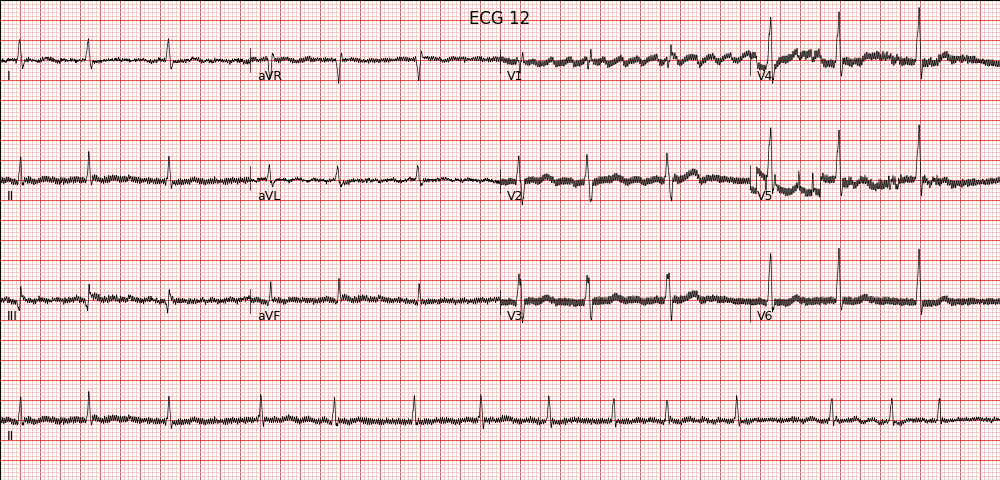 ECG 12
I aVR V1 V4
II aVL V2 V5
III aVF V3 V6
II